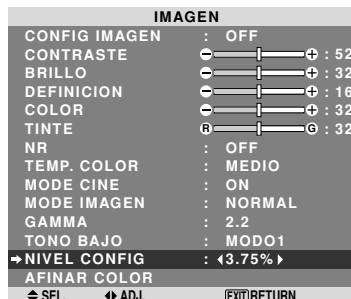 IMAGEN
CONFIG IMAGEN : OFF
CONTRASTE : 52
BRILLO : 32
DEFINICION : 16
COLOR : 32
TINTE R G : 32
NR : OFF
TEMP. COLOR : MEDIO
MODE CINE : ON
MODE IMAGEN : NORMAL
GAMMA : 2.2
TONO BAJO : MODO1
NIVEL CONFIG : 3.75%
AFINAR COLOR
SEL. ADJ. EXIT RETURN